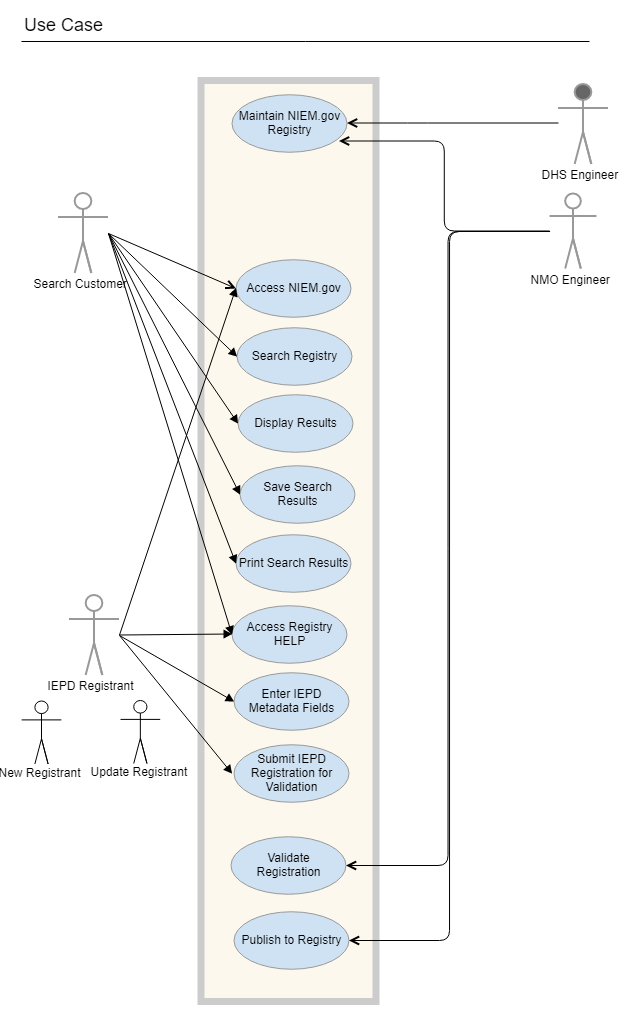 Use Case
Maintain NIEM.gov
Registry
DHS Engineer
Search Customer
NMO Engineer
Access NIEM.gov
Search Registry
Display Results
Save Search
Results
Print Search Results
Access Registry
HELP
IEPD Registrant
Enter IEPD
Metadata Fields
New Registrant
Update Registrant
Submit IEPD
Registration for
Validation
Validate
Registration
Publish to Registry